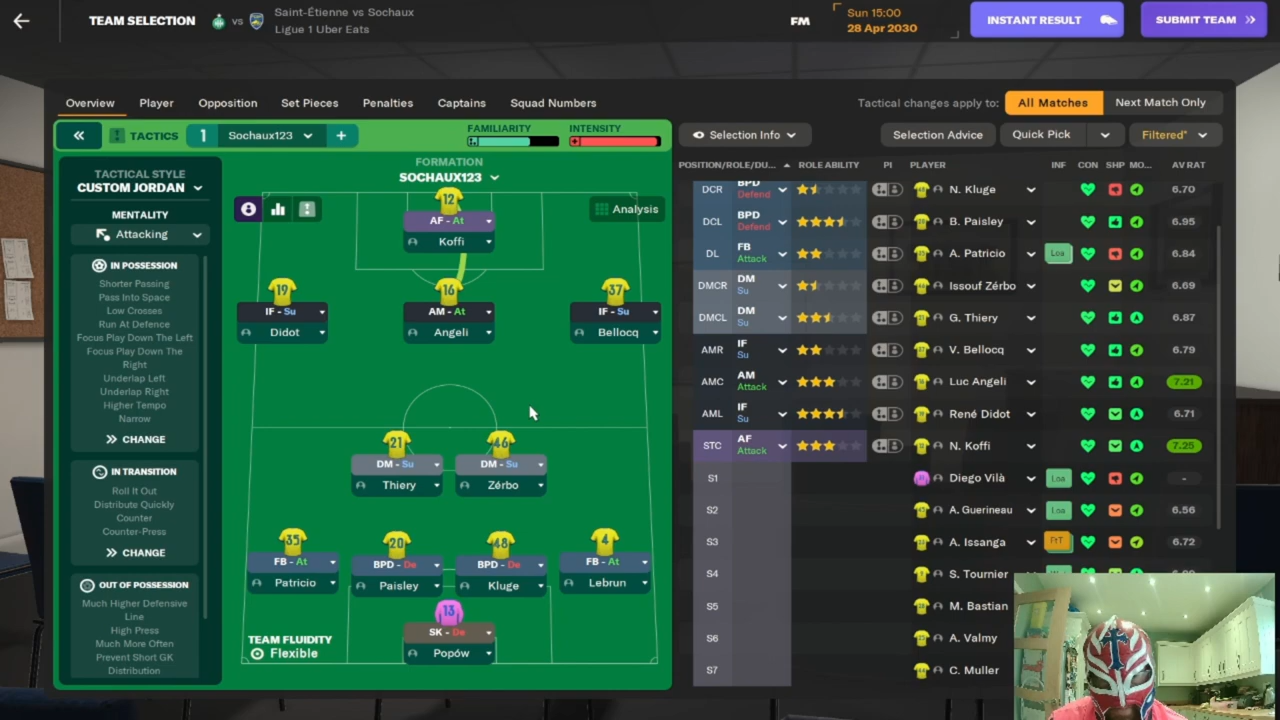 TEAM SELECTION
vs
Saint-Étienne vs Sochaux
Ligue 1 Uber Eats
FM
Sun 15:00
28 Apr 2030
INSTANT RESULT
SUBMIT TEAM
Overview
Player
Opposition
Set Pieces
Penalties
Captains
Squad Numbers
Tactical changes apply to:
All Matches
Next Match Only
TACTICS
1
Sochaux123
+
FAMILIARITY
INTENSITY
Selection Info
Selection Advice
Quick Pick
Filtered*
TACTICAL STYLE
CUSTOM JORDAN
MENTALITY
Attacking
IN POSSESSION
Shorter Passing
Pass Into Space
Low Crosses
Run At Defence
Focus Play Down The Left
Focus Play Down The
Right
Underlap Left
Underlap Right
Higher Tempo
Narrow
CHANGE
IN TRANSITION
Roll It Out
Distribute Quickly
Counter
Counter-Press
CHANGE
OUT OF POSSESSION
Much Higher Defensive
Line
High Press
Much More Often
Prevent Short GK
Distribution
FORMATION
SOCHAUX123
Analysis
12
AF - At
Koffi
19
IF - Su
Didot
16
AM - At
Angeli
37
IF - Su
Bellocq
21
DM - Su
Thiery
46
DM - Su
Zérbo
35
FB - At
Patricio
20
BPD - De
Paisley
48
BPD - De
Kluge
4
FB - At
Lebrun
13
SK - De
Popów
TEAM FLUIDITY
Flexible
POSITION/ROLE/DU... ROLE ABILITY PI PLAYER INF CON SHP MO... AV RAT
DCR BPD Defend N. Kluge 6.70
DCL BPD Defend B. Paisley 6.95
DL FB Attack A. Patricio Loa 6.84
DMCR DM Su Issouf Zérbo 6.69
DMCL DM Su G. Thiery 6.87
AMR IF Su V. Bellocq 6.79
AMC AM Attack Luc Angeli 7.21
AML IF Su René Didot 6.71
STC AF Attack N. Koffi 7.25
S1 Diego Vilà Loa -
S2 A. Guerineau Loa 6.56
S3 A. Issanga FtT 6.72
S4 S. Tournier
S5 M. Bastian
S6 A. Valmy
S7 C. Muller